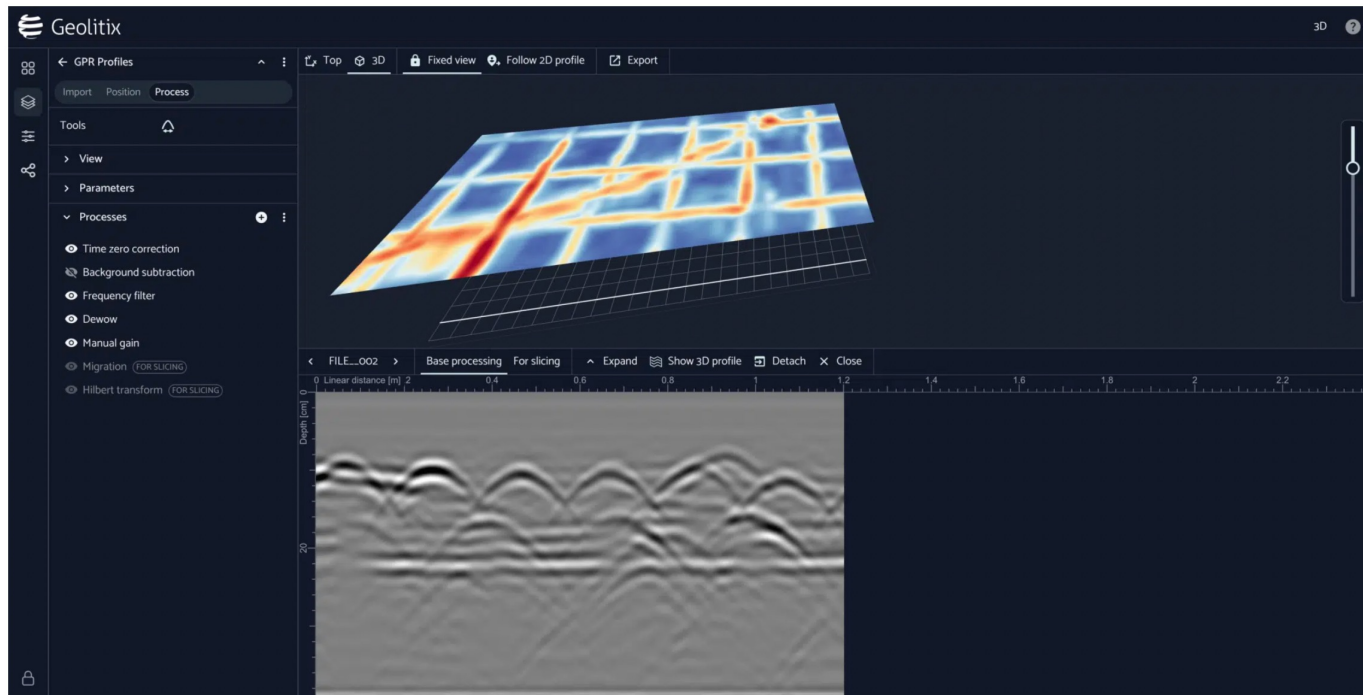 Geolitix
3D ?
GPR Profiles
Top 3D Fixed view Follow 2D profile Export
Import Position Process
Tools
View
Parameters
Processes
Time zero correction
Background subtraction
Frequency filter
Dewow
Manual gain
Migration FOR SLICING
Hilbert transform FOR SLICING
FILE__002 Base processing For slicing Expand Show 3D profile Detach Close
0 Linear distance [m] 2 0.4 0.6 0.8 1 1.2 1.4 1.6 1.8 2 2.2
0
Depth [cm]
20